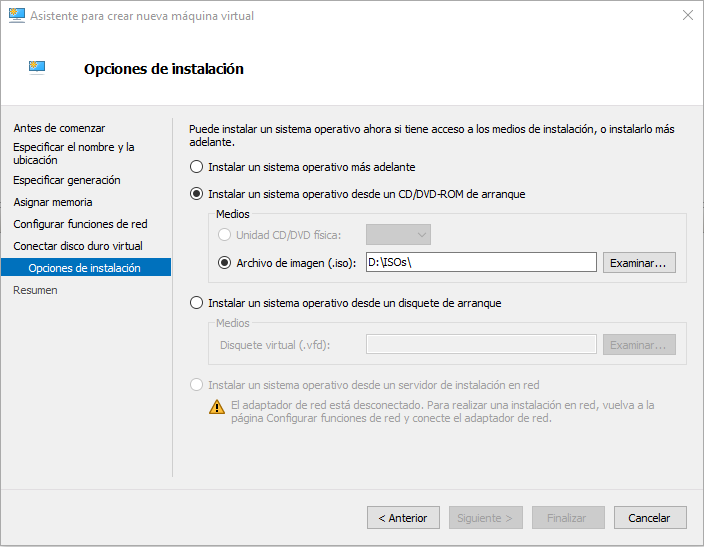 Asistente para crear nueva máquina virtual
Opciones de instalación
Antes de comenzar
Especificar el nombre y la
ubicación
Especificar generación
Asignar memoria
Configurar funciones de red
Conectar disco duro virtual
Opciones de instalación
Resumen
Puede instalar un sistema operativo ahora si tiene acceso a los medios de instalación, o instalarlo más
adelante.
Instalar un sistema operativo más adelante
Instalar un sistema operativo desde un CD/DVD-ROM de arranque
Medios
Unidad CD/DVD física:
Archivo de imagen (.iso): D:\ISOs\ Examinar...
Instalar un sistema operativo desde un disquete de arranque
Medios
Disquete virtual (.vfd): Examinar...
Instalar un sistema operativo desde un servidor de instalación en red
El adaptador de red está desconectado. Para realizar una instalación en red, vuelva a la
página Configurar funciones de red y conecte el adaptador de red.
< Anterior Siguiente > Finalizar Cancelar